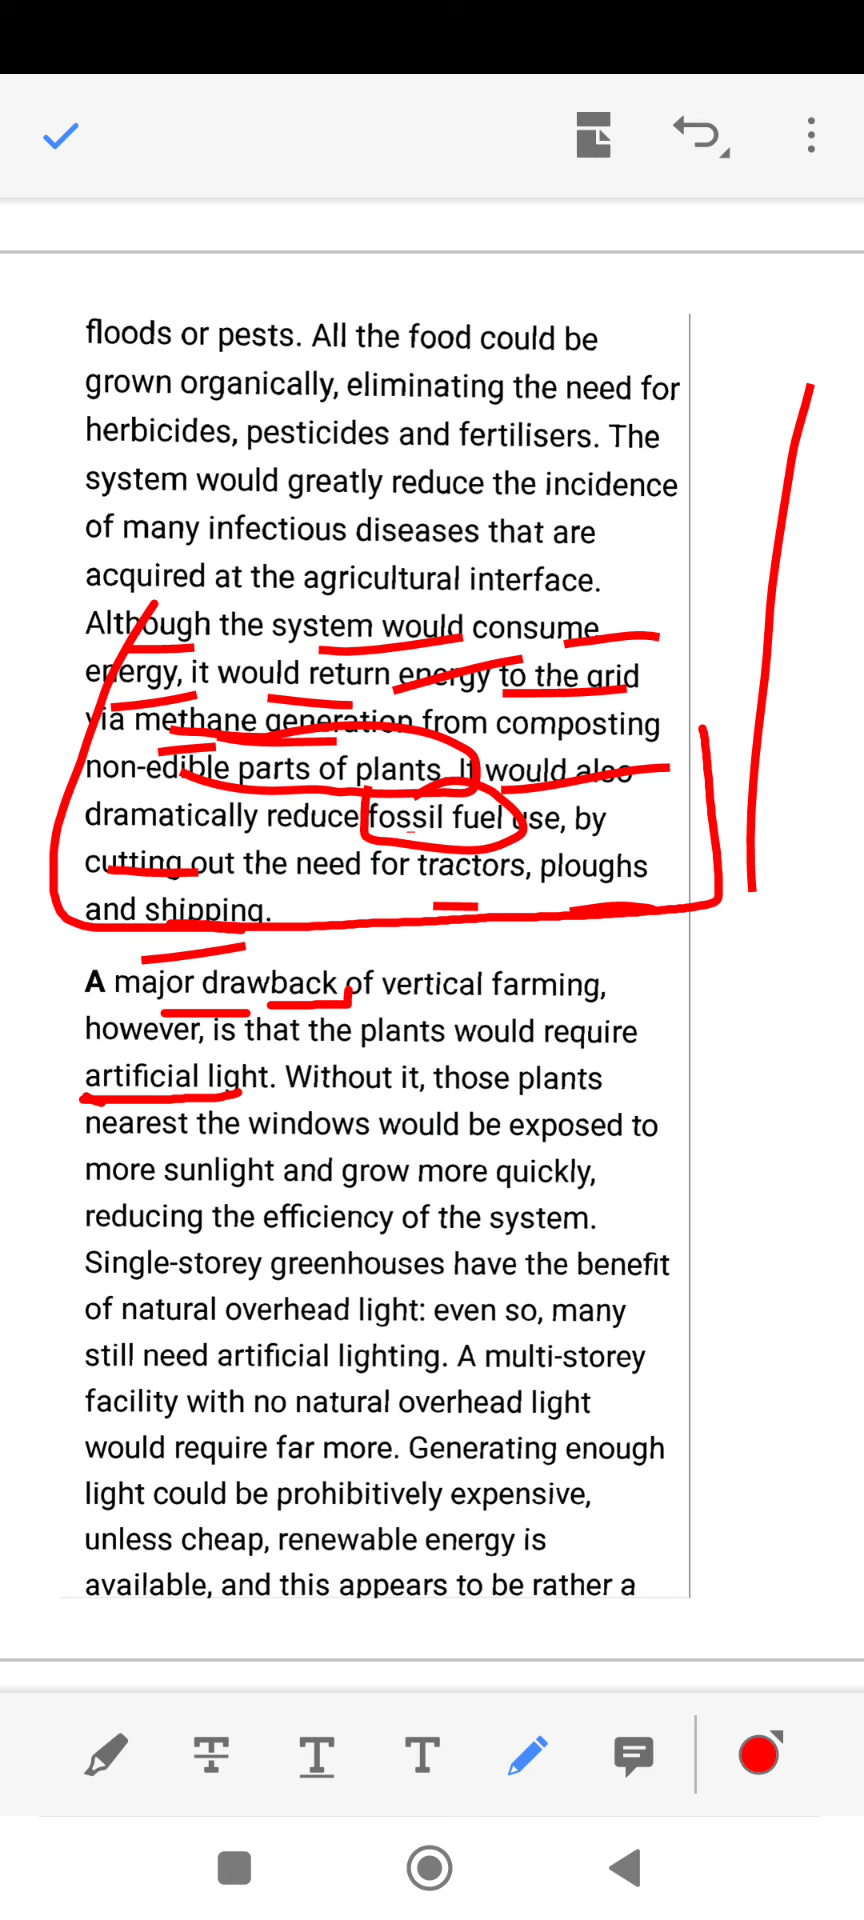 floods or pests. All the food could be
grown organically, eliminating the need for
herbicides, pesticides and fertilisers. The
system would greatly reduce the incidence
of many infectious diseases that are
acquired at the agricultural interface.
Although the system would consume
energy, it would return energy to the grid
via methane generation from composting
non-edible parts of plants. It would also
dramatically reduce fossil fuel use, by
cutting out the need for tractors, ploughs
and shipping.
A major drawback of vertical farming,
however, is that the plants would require
artificial light. Without it, those plants
nearest the windows would be exposed to
more sunlight and grow more quickly,
reducing the efficiency of the system.
Single-storey greenhouses have the benefit
of natural overhead light: even so, many
still need artificial lighting. A multi-storey
facility with no natural overhead light
would require far more. Generating enough
light could be prohibitively expensive,
unless cheap, renewable energy is
available, and this appears to be rather a